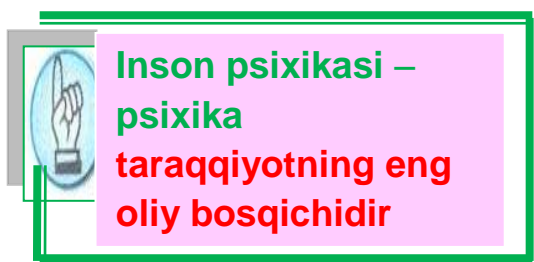 Inson psixikasi –
psixika
taraqqiyotning eng
oliy bosqichidir